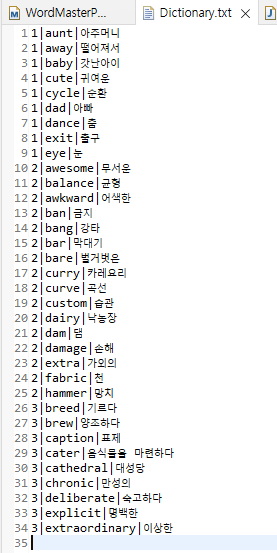 WordMasterP... Dictionary.txt
1 1|aunt|아주머니
2 1|away|떨어져서
3 1|baby|갓난아이
4 1|cute|귀여운
5 1|cycle|순환
6 1|dad|아빠
7 1|dance|춤
8 1|exit|출구
9 1|eye|눈
10 2|awesome|무서운
11 2|balance|균형
12 2|awkward|어색한
13 2|ban|금지
14 2|bang|강타
15 2|bar|막대기
16 2|bare|벌거벗은
17 2|curry|카레요리
18 2|curve|곡선
19 2|custom|습관
20 2|dairy|낙농장
21 2|dam|댐
22 2|damage|손해
23 2|extra|가외의
24 2|fabric|천
25 2|hammer|망치
26 3|breed|기르다
27 3|brew|양조하다
28 3|caption|표제
29 3|cater|음식물을 마련하다
30 3|cathedral|대성당
31 3|chronic|만성의
32 3|deliberate|숙고하다
33 3|explicit|명백한
34 3|extraordinary|이상한
35